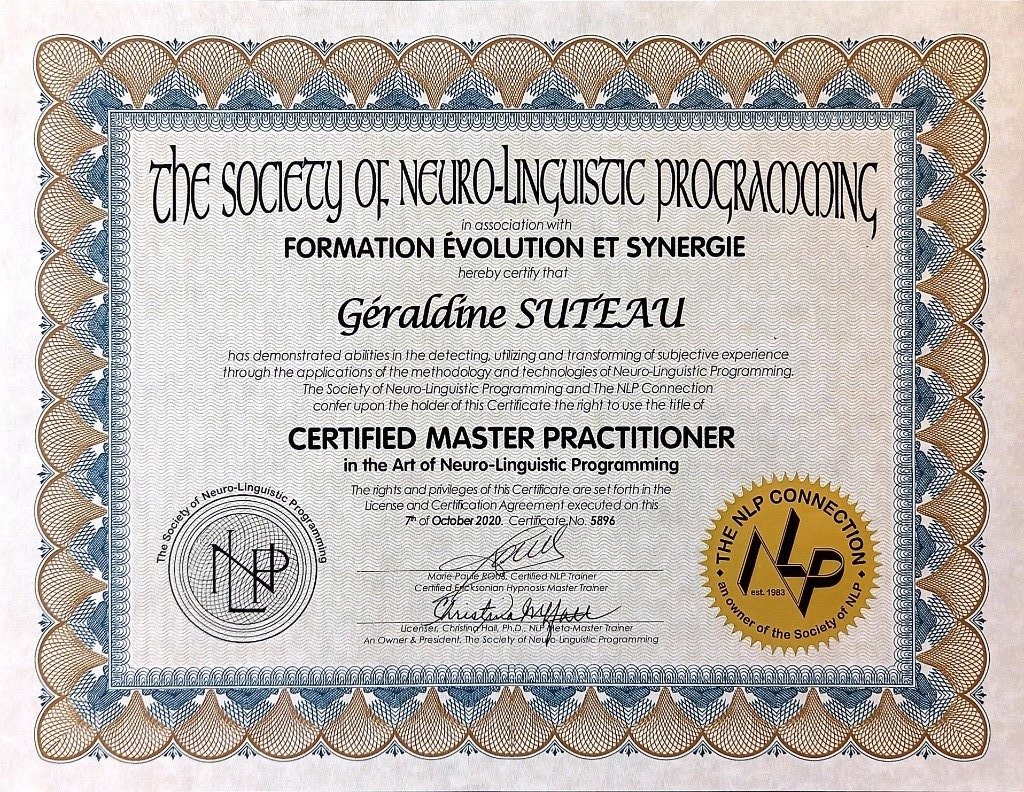 The Society of Neuro-Linguistic Programming
in association with
FORMATION ÉVOLUTION ET SYNERGIE
hereby certify that
Géraldine SUTEAU
has demonstrated abilities in the detecting, utilizing and transforming of subjective experience
through the applications of the methodology and technologies of Neuro-Linguistic Programming.
The Society of Neuro-Linguistic Programming and The NLP Connection
confer upon the holder of this Certificate the right to use the title of
CERTIFIED MASTER PRACTITIONER
in the Art of Neuro-Linguistic Programming
The rights and privileges of this Certificate are set forth in the
License and Certification Agreement executed on this
7th of October 2020. Certificate No. 5896
Marie-Paule ROUS, Certified NLP Trainer
Certified Ericksonian Hypnosis Master Trainer
Christina Hall
Licenser, Christina Hall, Ph.D., NLP Meta-Master Trainer
An Owner & President, The Society of Neuro-Linguistic Programming
The Society of Neuro-Linguistic Programming
NLP
THE NLP CONNECTION
NLP
est. 1983
an owner of the Society of NLP